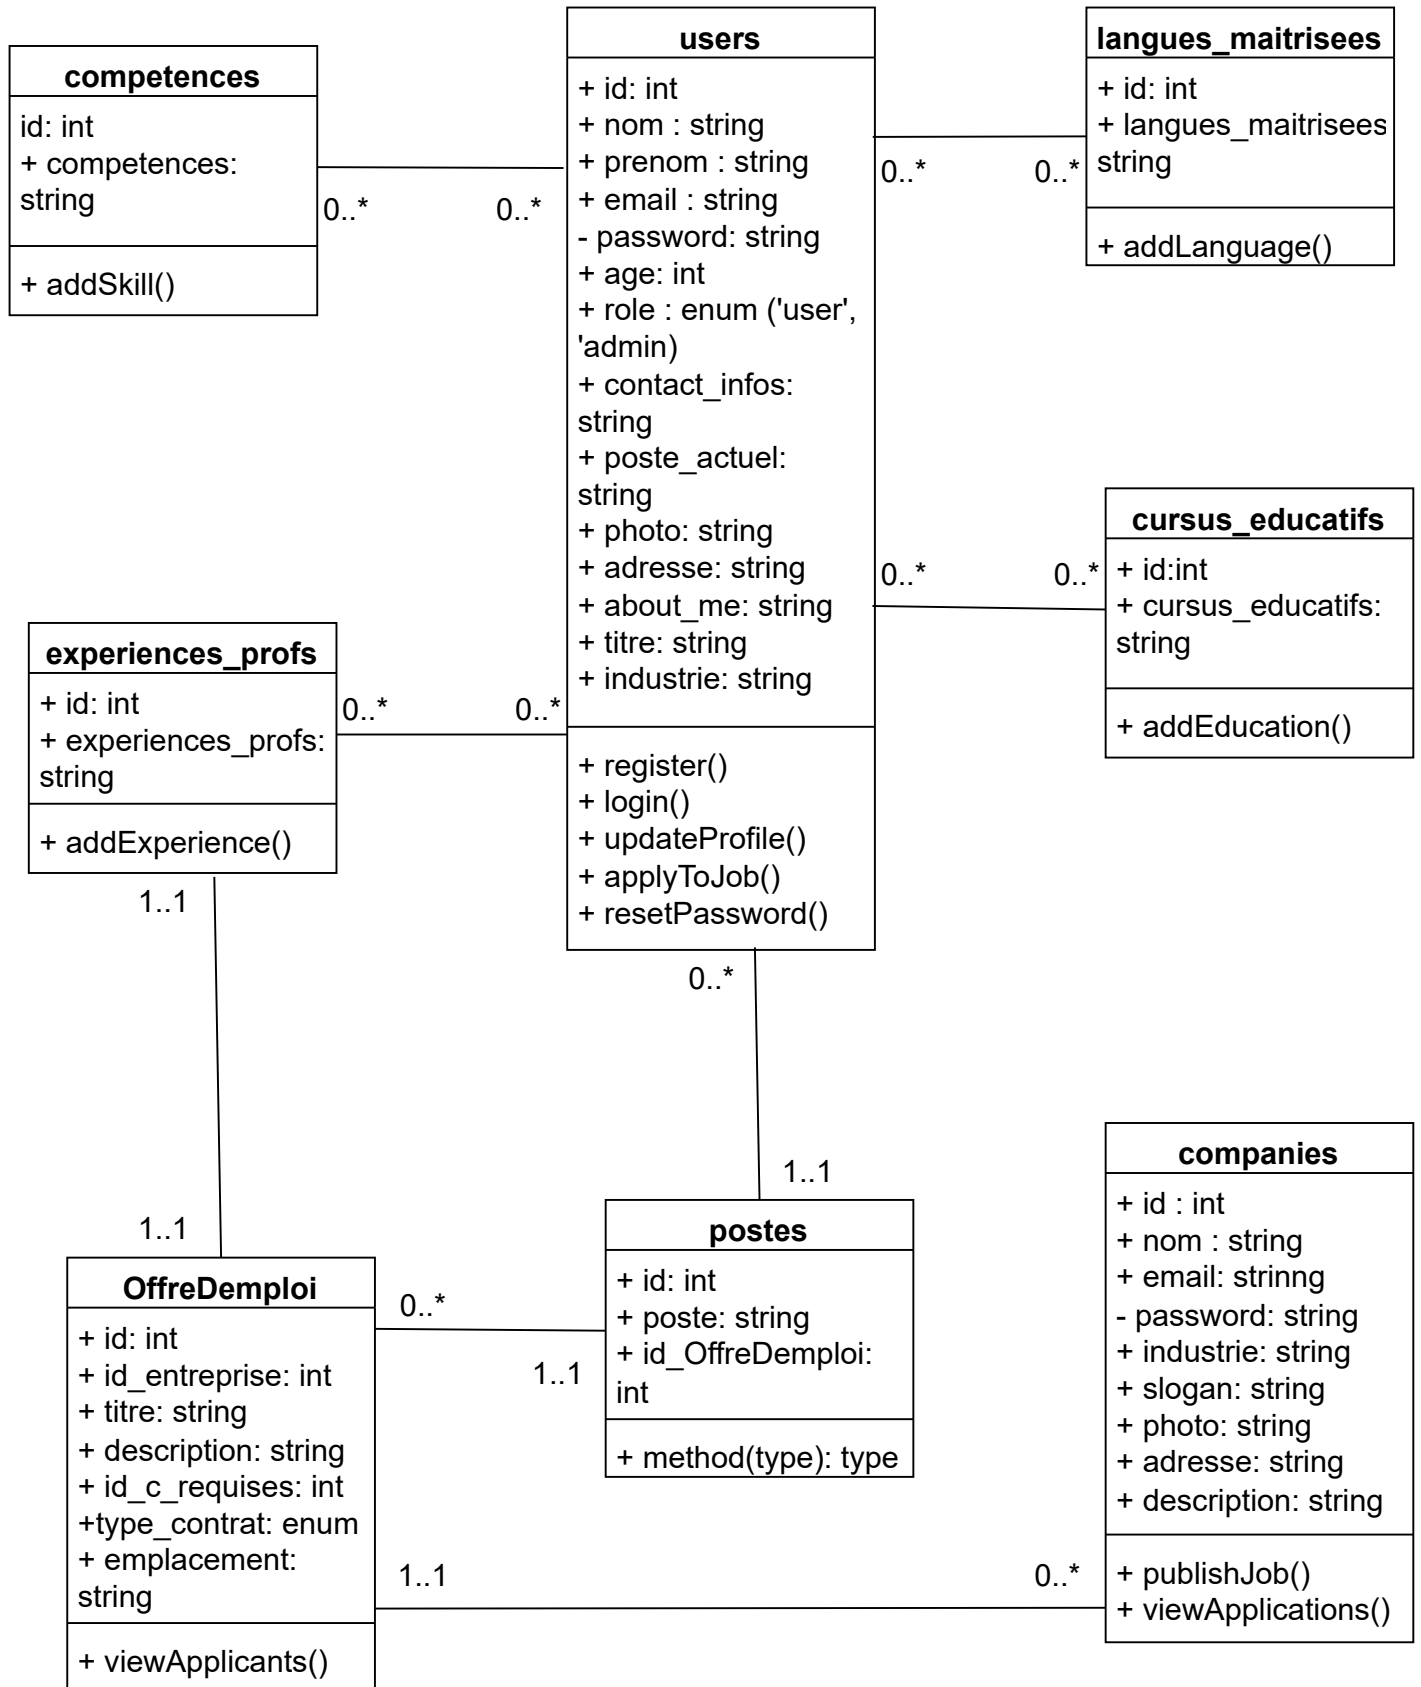 competences
id: int
+ competences:
string
+ addSkill()
0..*
0..*
users
+ id: int
+ nom : string
+ prenom : string
+ email : string
- password: string
+ age: int
+ role : enum ('user',
'admin)
+ contact_infos:
string
+ poste_actuel:
string
+ photo: string
+ adresse: string
+ about_me: string
+ titre: string
+ industrie: string
+ register()
+ login()
+ updateProfile()
+ applyToJob()
+ resetPassword()
0..*
0..*
langues_maitrisees
+ id: int
+ langues_maitrisees
string
+ addLanguage()
0..*
0..*
cursus_educatifs
+ id:int
+ cursus_educatifs:
string
+ addEducation()
experiences_profs
+ id: int
+ experiences_profs:
string
+ addExperience()
0..*
0..*
1..1
1..1
0..*
1..1
OffreDemploi
+ id: int
+ id_entreprise: int
+ titre: string
+ description: string
+ id_c_requises: int
+type_contrat: enum
+ emplacement:
string
+ viewApplicants()
0..*
1..1
postes
+ id: int
+ poste: string
+ id_OffreDemploi:
int
+ method(type): type
1..1
0..*
companies
+ id : int
+ nom : string
+ email: strinng
- password: string
+ industrie: string
+ slogan: string
+ photo: string
+ adresse: string
+ description: string
+ publishJob()
+ viewApplications()